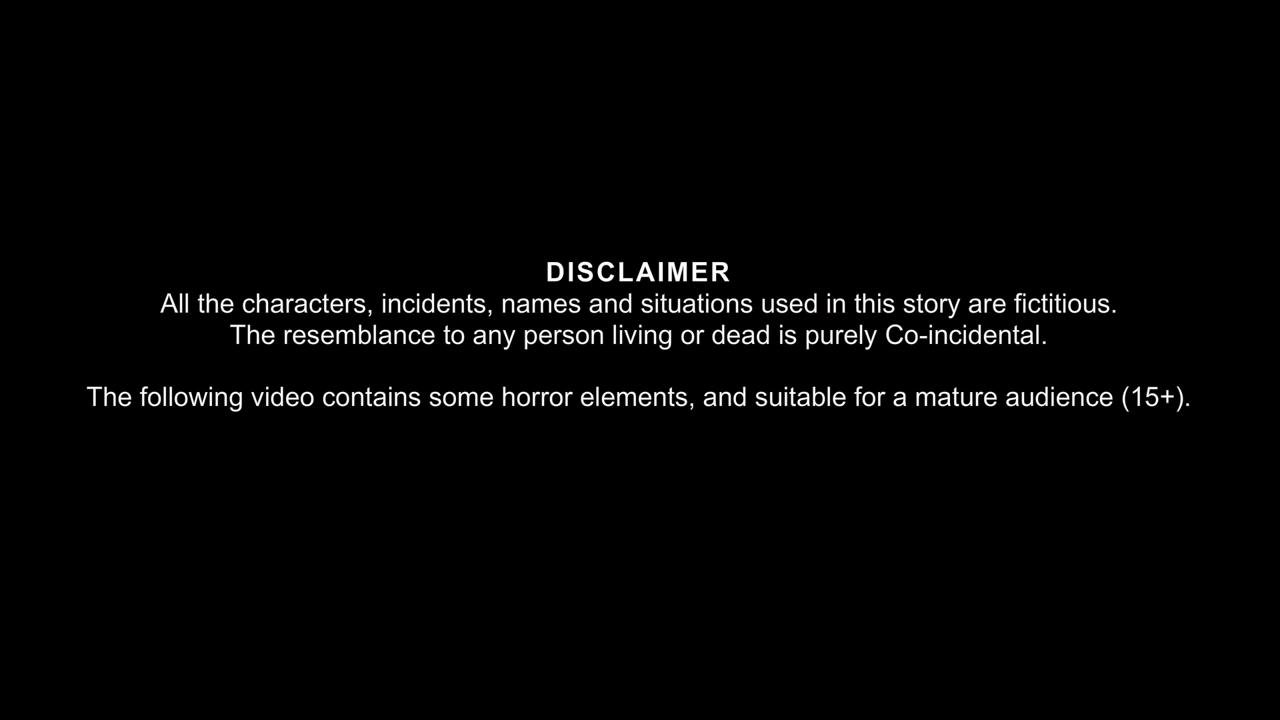 DISCLAIMER
All the characters, incidents, names and situations used in this story are fictitious.
The resemblance to any person living or dead is purely Co-incidental.
The following video contains some horror elements, and suitable for a mature audience (15+).